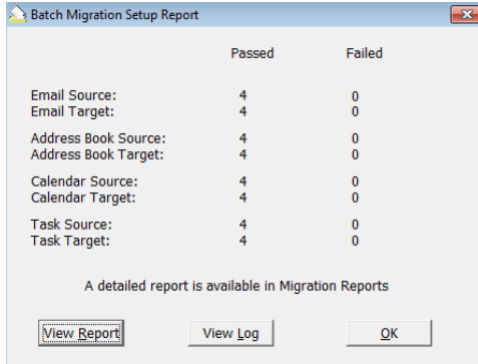 Batch Migration Setup Report
Passed Failed
Email Source: 4 0
Email Target: 4 0
Address Book Source: 4 0
Address Book Target: 4 0
Calendar Source: 4 0
Calendar Target: 4 0
Task Source: 4 0
Task Target: 4 0
A detailed report is available in Migration Reports
View Report View Log OK